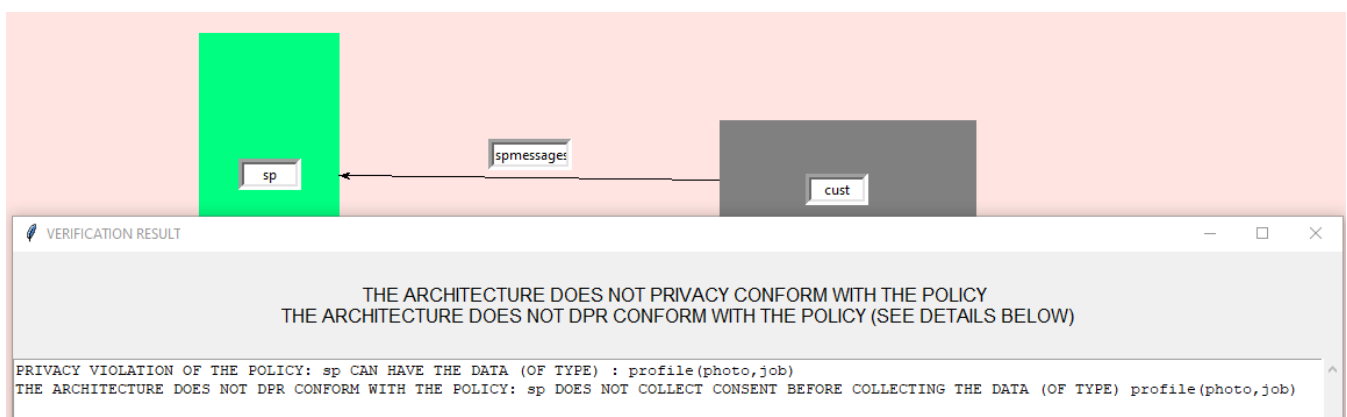 spmessages
sp
cust
VERIFICATION RESULT
THE ARCHITECTURE DOES NOT PRIVACY CONFORM WITH THE POLICY
THE ARCHITECTURE DOES NOT DPR CONFORM WITH THE POLICY (SEE DETAILS BELOW)
PRIVACY VIOLATION OF THE POLICY: sp CAN HAVE THE DATA (OF TYPE) : profile(photo,job)
THE ARCHITECTURE DOES NOT DPR CONFORM WITH THE POLICY: sp DOES NOT COLLECT CONSENT BEFORE COLLECTING THE DATA (OF TYPE) profile(photo,job)